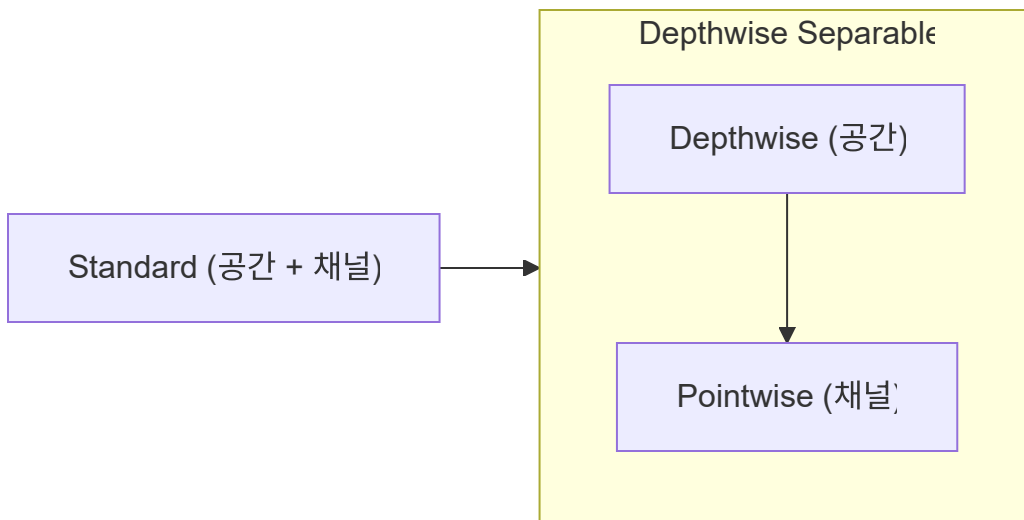 Depthwise Separable
Depthwise (공간)
Standard (공간 + 채널)
Pointwise (채널)